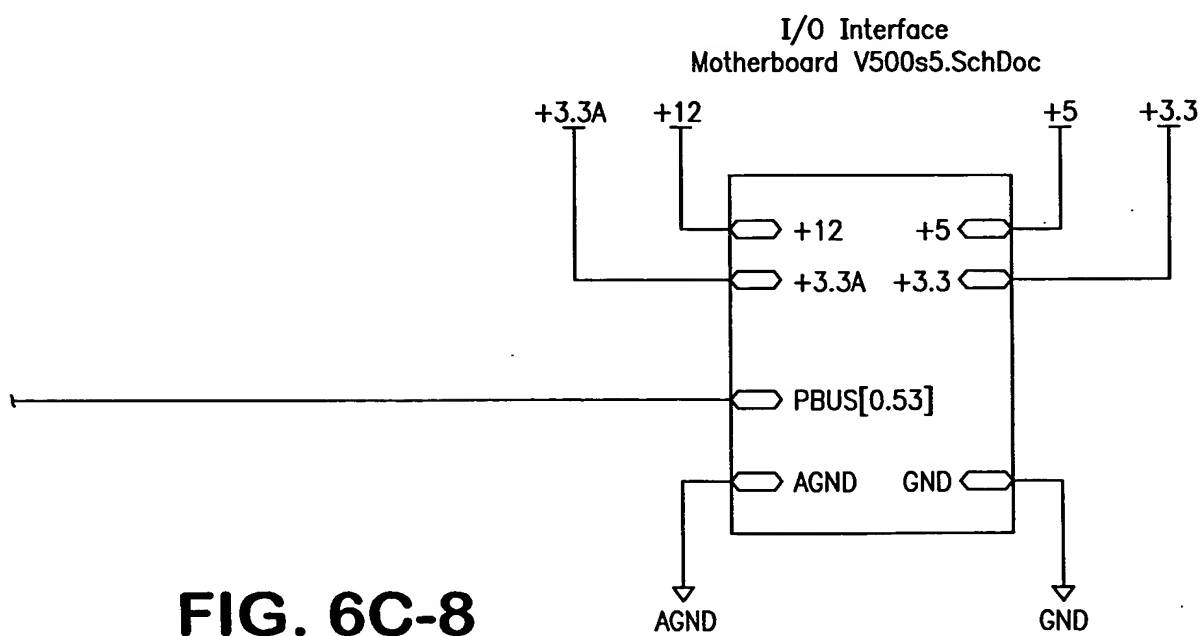 I/O Interface
Motherboard V500s5.SchDoc
+3.3A +12 +5 +3.3
+12 +5
+3.3A +3.3
PBUS[0.53]
AGND GND
AGND GND
FIG. 6C-8